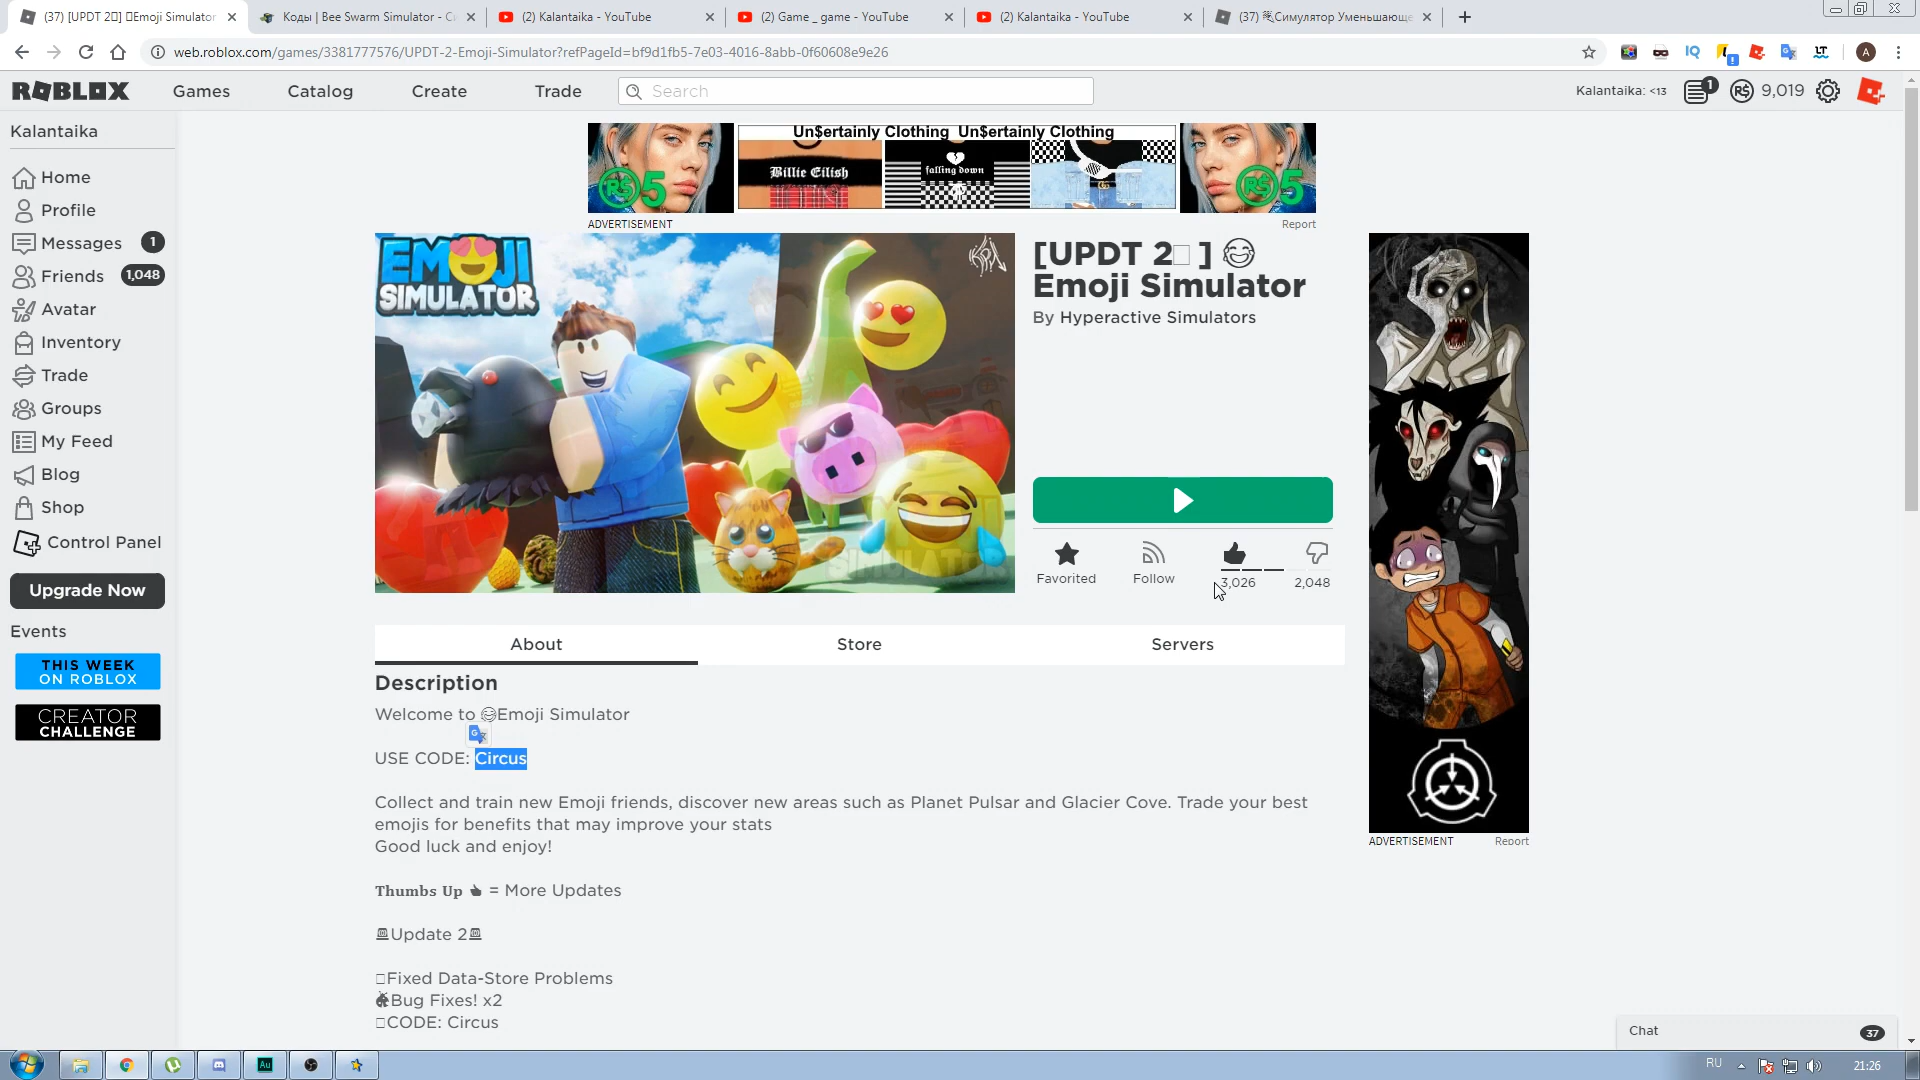 (37) [UPDT 2] Emoji Simulator
Коды | Bee Swarm Simulator - Си
(2) Kalantaika - YouTube
(2) Game _ game - YouTube
(2) Kalantaika - YouTube
(37) Симулятор Уменьшающе
web.roblox.com/games/3381777576/UPDT-2-Emoji-Simulator?refPageId=bf9d1fb5-7e03-4016-8abb-0f60608e9e26
ROBLOX
Games
Catalog
Create
Trade
Search
Kalantaika: <13
1
R$ 9,019
Kalantaika
Home
Profile
Messages 1
Friends 1,048
Avatar
Inventory
Trade
Groups
My Feed
Blog
Shop
Control Panel
Upgrade Now
Events
THIS WEEK
ON ROBLOX
CREATOR
CHALLENGE
Un$ertainly Clothing Un$ertainly Clothing
R$ 5
Billie Eilish
falling down
R$ 5
ADVERTISEMENT
Report
EMOJI
SIMULATOR
[UPDT 2 ] 😂
Emoji Simulator
By Hyperactive Simulators
Favorited
Follow
3,026
2,048
About
Store
Servers
Description
Welcome to 😂Emoji Simulator
USE CODE: Circus
Collect and train new Emoji friends, discover new areas such as Planet Pulsar and Glacier Cove. Trade your best
emojis for benefits that may improve your stats
Good luck and enjoy!
Thumbs Up 👍 = More Updates
Update 2
Fixed Data-Store Problems
Bug Fixes! x2
CODE: Circus
ADVERTISEMENT
Report
Chat
37
Au
RU
21:26